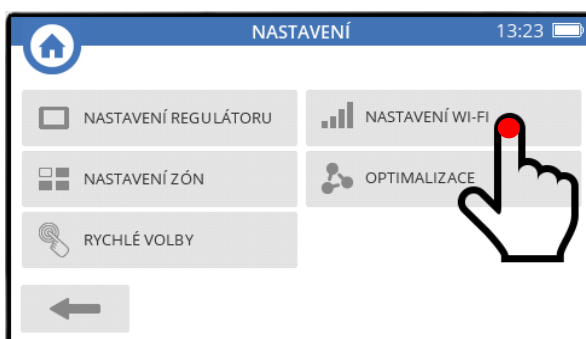 NASTAVENÍ 13:23
NASTAVENÍ REGULÁTORU
NASTAVENÍ WI-FI
NASTAVENÍ ZÓN
OPTIMALIZACE
RYCHLÉ VOLBY